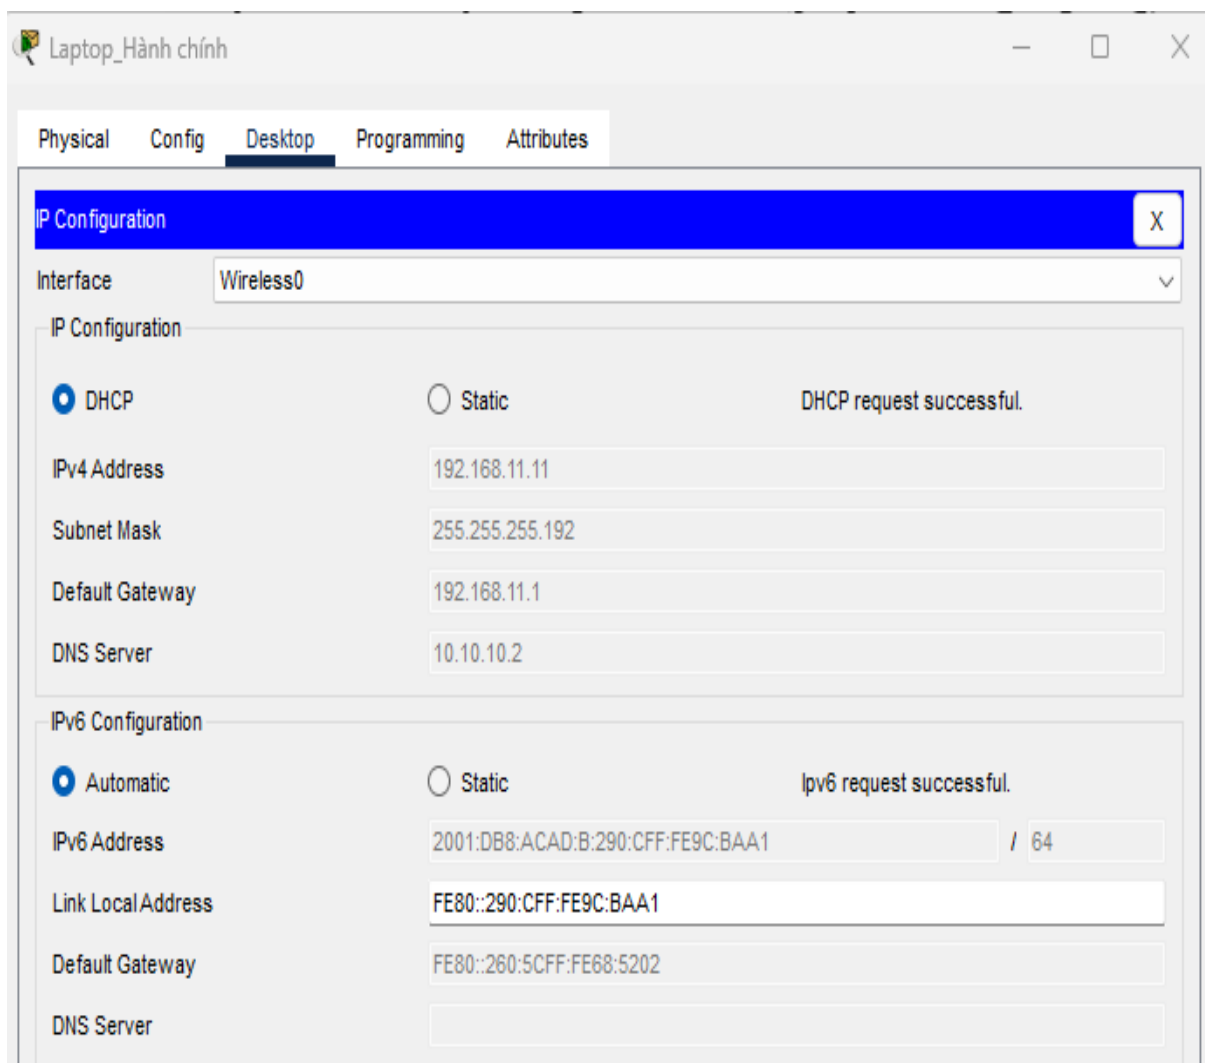 Laptop_Hành chính
Physical Config Desktop Programming Attributes
IP Configuration X
Interface Wireless0
IP Configuration
DHCP Static DHCP request successful.
IPv4 Address 192.168.11.11
Subnet Mask 255.255.255.192
Default Gateway 192.168.11.1
DNS Server 10.10.10.2
IPv6 Configuration
Automatic Static Ipv6 request successful.
IPv6 Address 2001:DB8:ACAD:B:290:CFF:FE9C:BAA1 / 64
Link Local Address FE80::290:CFF:FE9C:BAA1
Default Gateway FE80::260:5CFF:FE68:5202
DNS Server